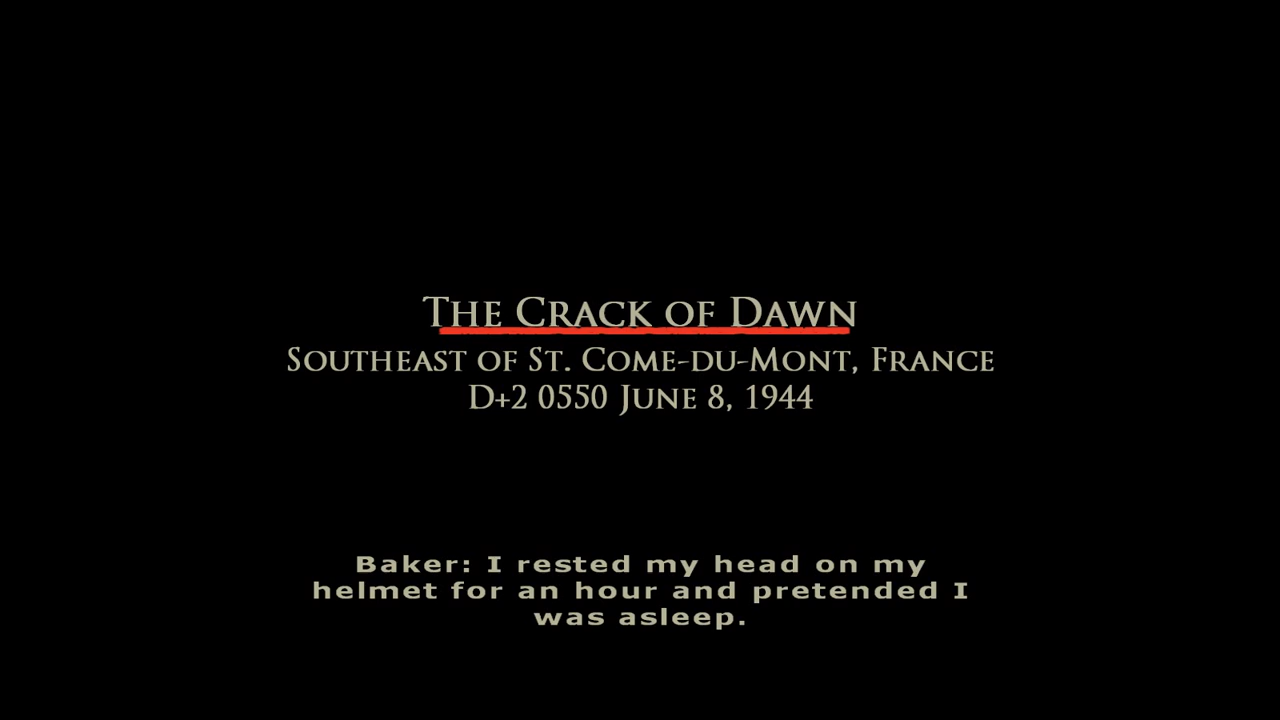 The Crack of Dawn
Southeast of St. Come-du-Mont, France
D+2 0550 June 8, 1944
Baker: I rested my head on my
helmet for an hour and pretended I
was asleep.